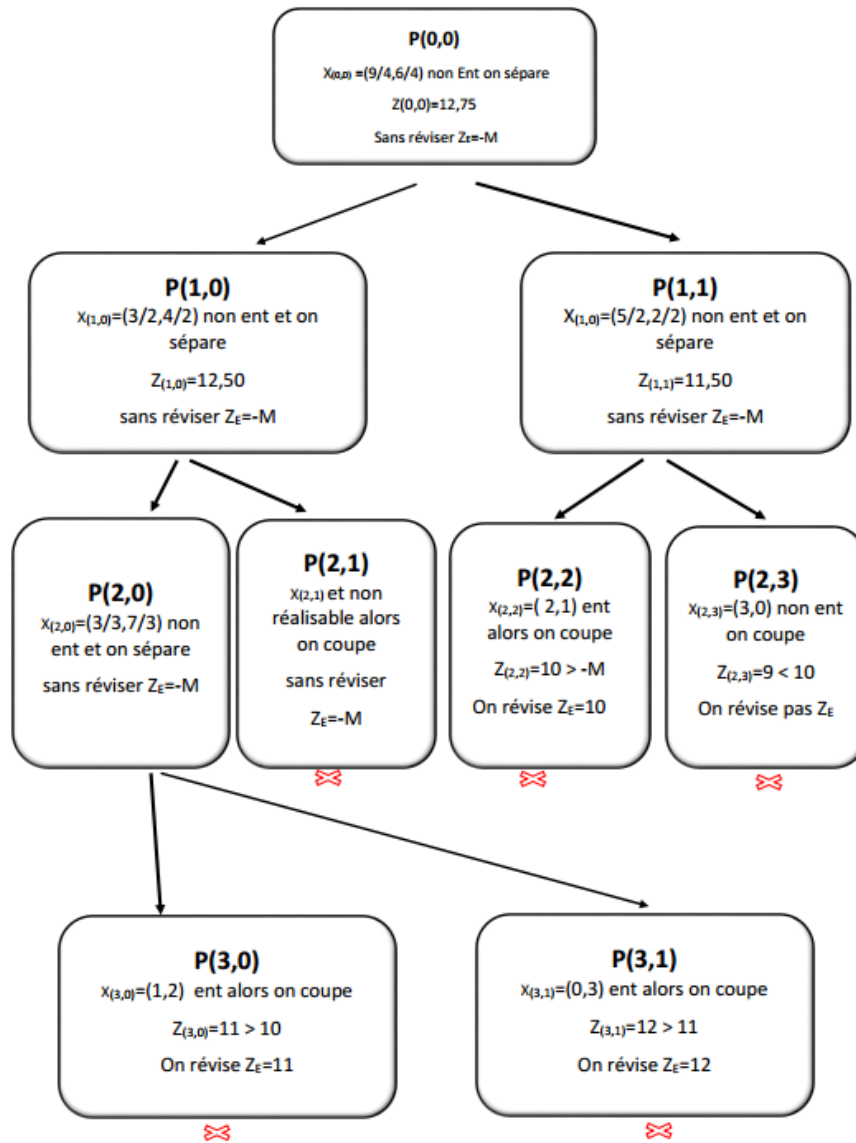 P(0,0)
X(0,0) =(9/4,6/4) non Ent on sépare
Z(0,0)=12,75
Sans réviser ZE=-M
P(1,0)
X(1,0)=(3/2,4/2) non ent et on
sépare
Z(1,0)=12,50
sans réviser ZE=-M
P(1,1)
X(1,0)=(5/2,2/2) non ent et on
sépare
Z(1,1)=11,50
sans réviser ZE=-M
P(2,0)
X(2,0)=(3/3,7/3) non
ent et on sépare
sans réviser ZE=-M
P(2,1)
X(2,1) et non
réalisable alors
on coupe
sans réviser
ZE=-M
P(2,2)
X(2,2)=( 2,1) ent
alors on coupe
Z(2,2)=10 > -M
On révise ZE=10
P(2,3)
X(2,3)=(3,0) non ent
on coupe
Z(2,3)=9 < 10
On révise pas ZE
P(3,0)
X(3,0)=(1,2) ent alors on coupe
Z(3,0)=11 > 10
On révise ZE=11
P(3,1)
X(3,1)=(0,3) ent alors on coupe
Z(3,1)=12 > 11
On révise ZE=12